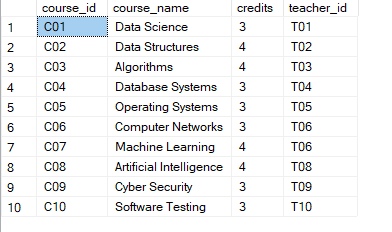 course_id course_name credits teacher_id
1 C01 Data Science 3 T01
2 C02 Data Structures 4 T02
3 C03 Algorithms 4 T03
4 C04 Database Systems 3 T04
5 C05 Operating Systems 3 T05
6 C06 Computer Networks 3 T06
7 C07 Machine Learning 4 T06
8 C08 Artificial Intelligence 4 T08
9 C09 Cyber Security 3 T09
10 C10 Software Testing 3 T10